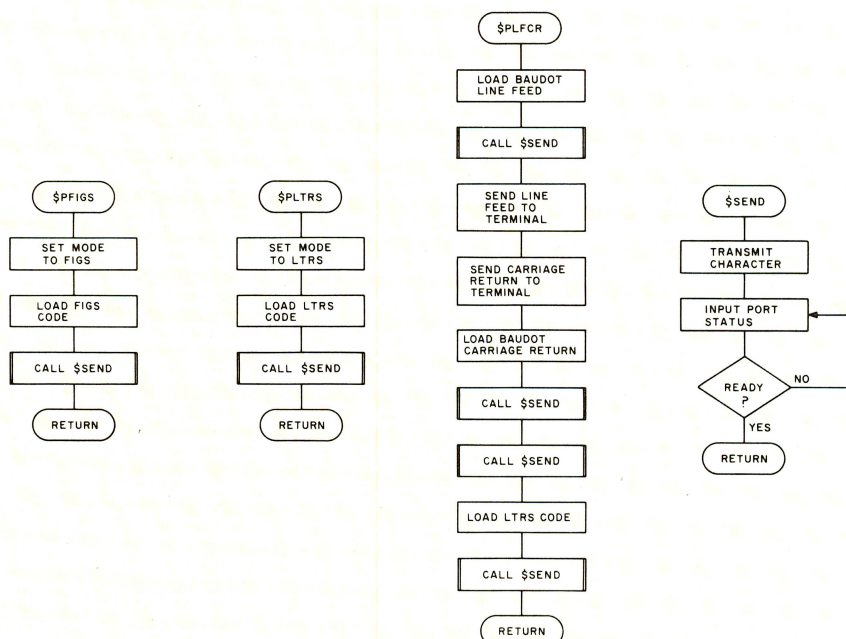 $PFIGS
SET MODE
TO FIGS
LOAD FIGS
CODE
CALL $SEND
RETURN
$PLTRS
SET MODE
TO LTRS
LOAD LTRS
CODE
CALL $SEND
RETURN
$PLFCR
LOAD BAUDOT
LINE FEED
CALL $SEND
SEND LINE
FEED TO
TERMINAL
SEND CARRIAGE
RETURN TO
TERMINAL
LOAD BAUDOT
CARRIAGE RETURN
CALL $SEND
CALL $SEND
LOAD LTRS CODE
CALL $SEND
RETURN
$SEND
TRANSMIT
CHARACTER
INPUT PORT
STATUS
READY
?
NO
YES
RETURN